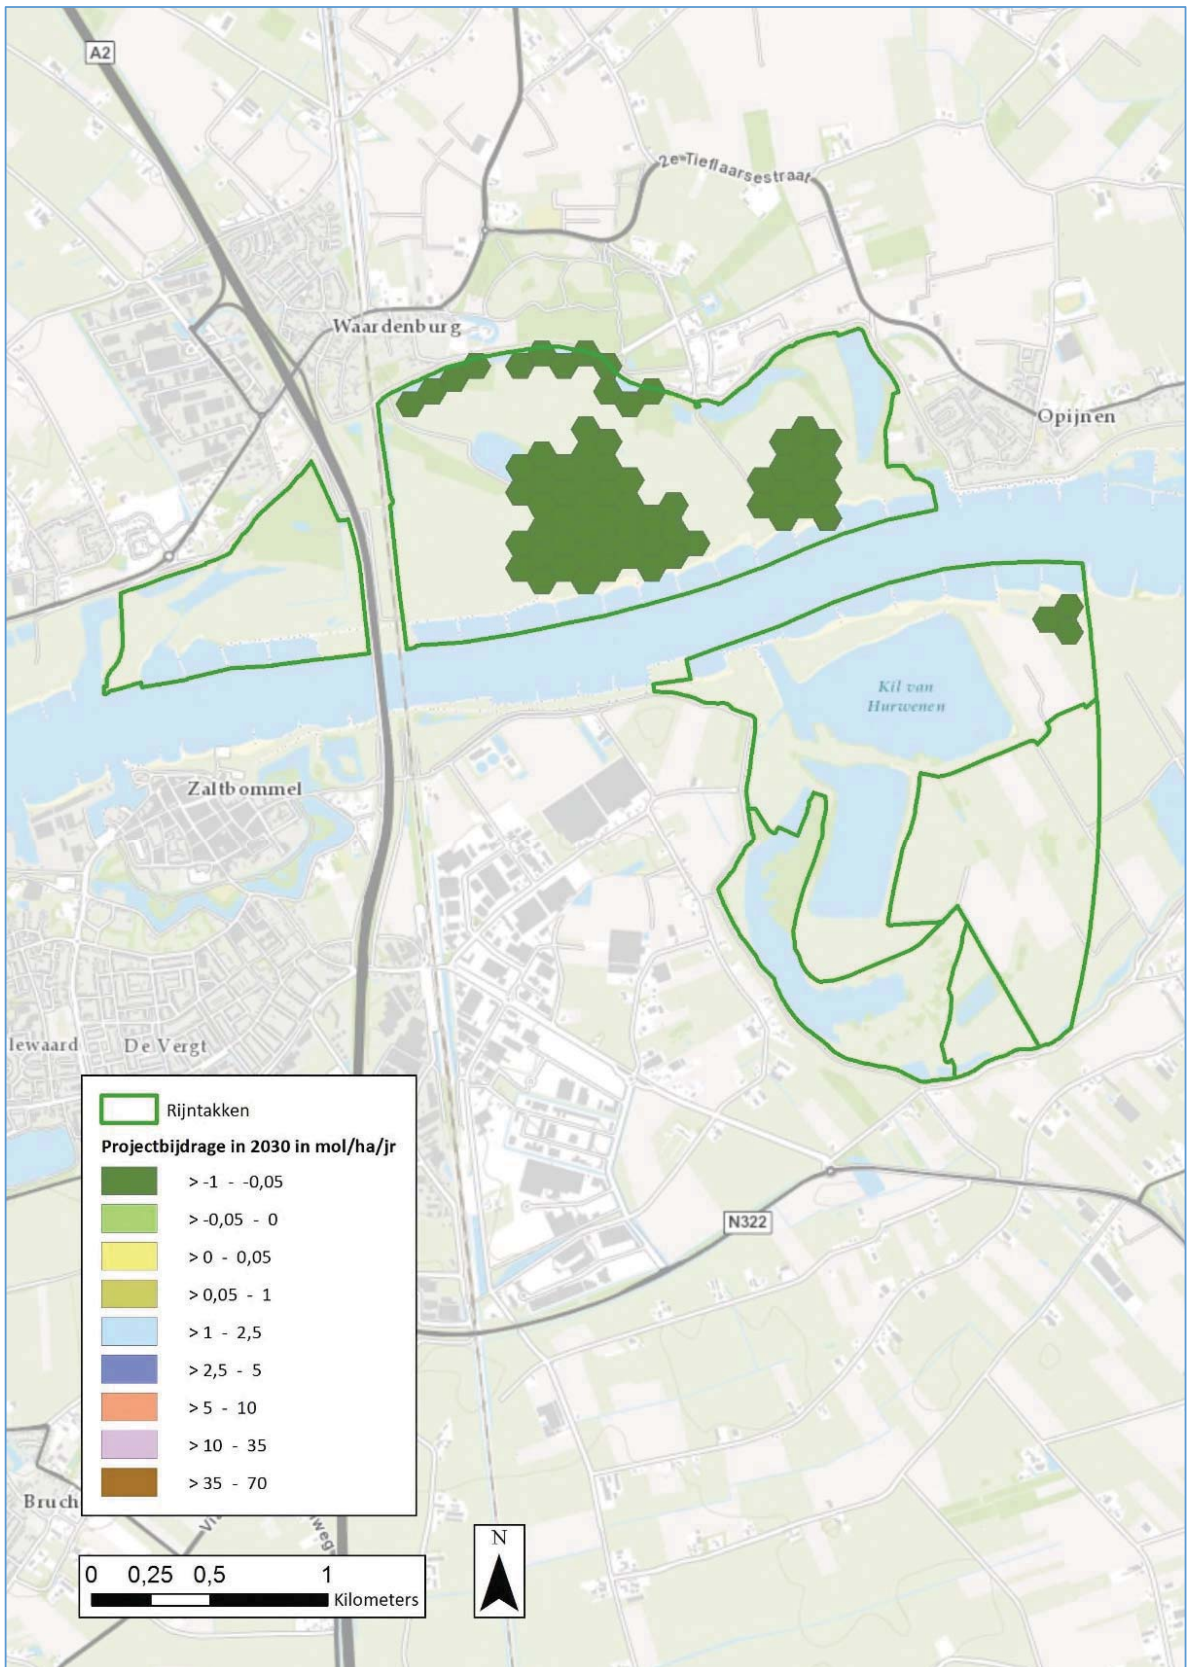 A2
2e Tieflaarsestraat
Waardenburg
Opijnen
Kil van
Hurwenen
Zaltbommel
lewaard
De Vergt
Rijntakken
Projectbijdrage in 2030 in mol/ha/jr
> -1 - -0,05
> -0,05 - 0
> 0 - 0,05
> 0,05 - 1
> 1 - 2,5
> 2,5 - 5
> 5 - 10
> 10 - 35
> 35 - 70
N322
Bruch
N
0 0,25 0,5 1
Kilometers